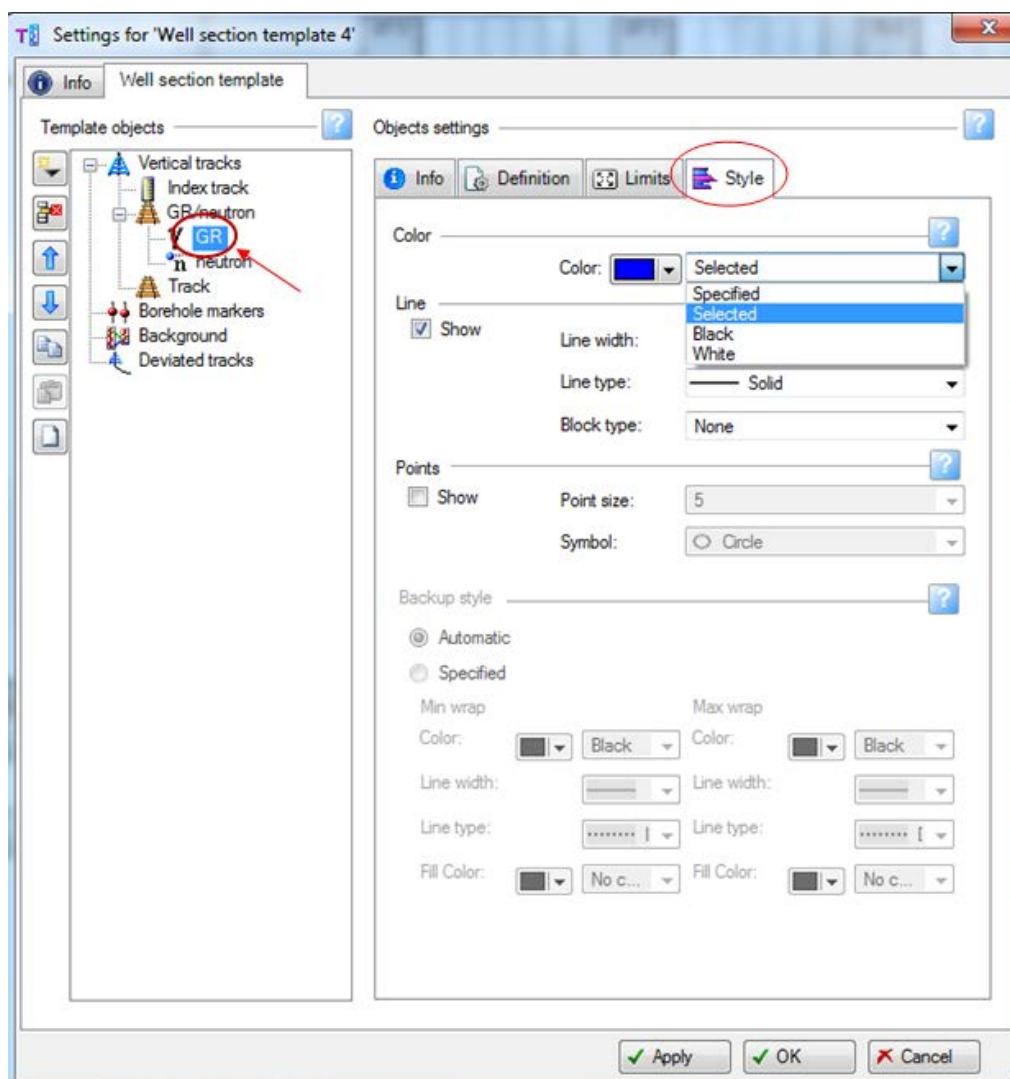 Settings for 'Well section template 4'
Info
Well section template
Template objects
Vertical tracks
Index track
GR/neutron
GR
neutron
Track
Borehole markers
Background
Deviated tracks
Objects settings
Info Definition Limits Style
Color
Color: Selected
Specified
Selected
Black
White
Line
Show
Line width:
Line type: Solid
Block type: None
Points
Show
Point size: 5
Symbol: Circle
Backup style
Automatic
Specified
Min wrap Max wrap
Color: Black Color: Black
Line width: Line width:
Line type: Line type:
Fill Color: No c... Fill Color: No c...
Apply OK Cancel